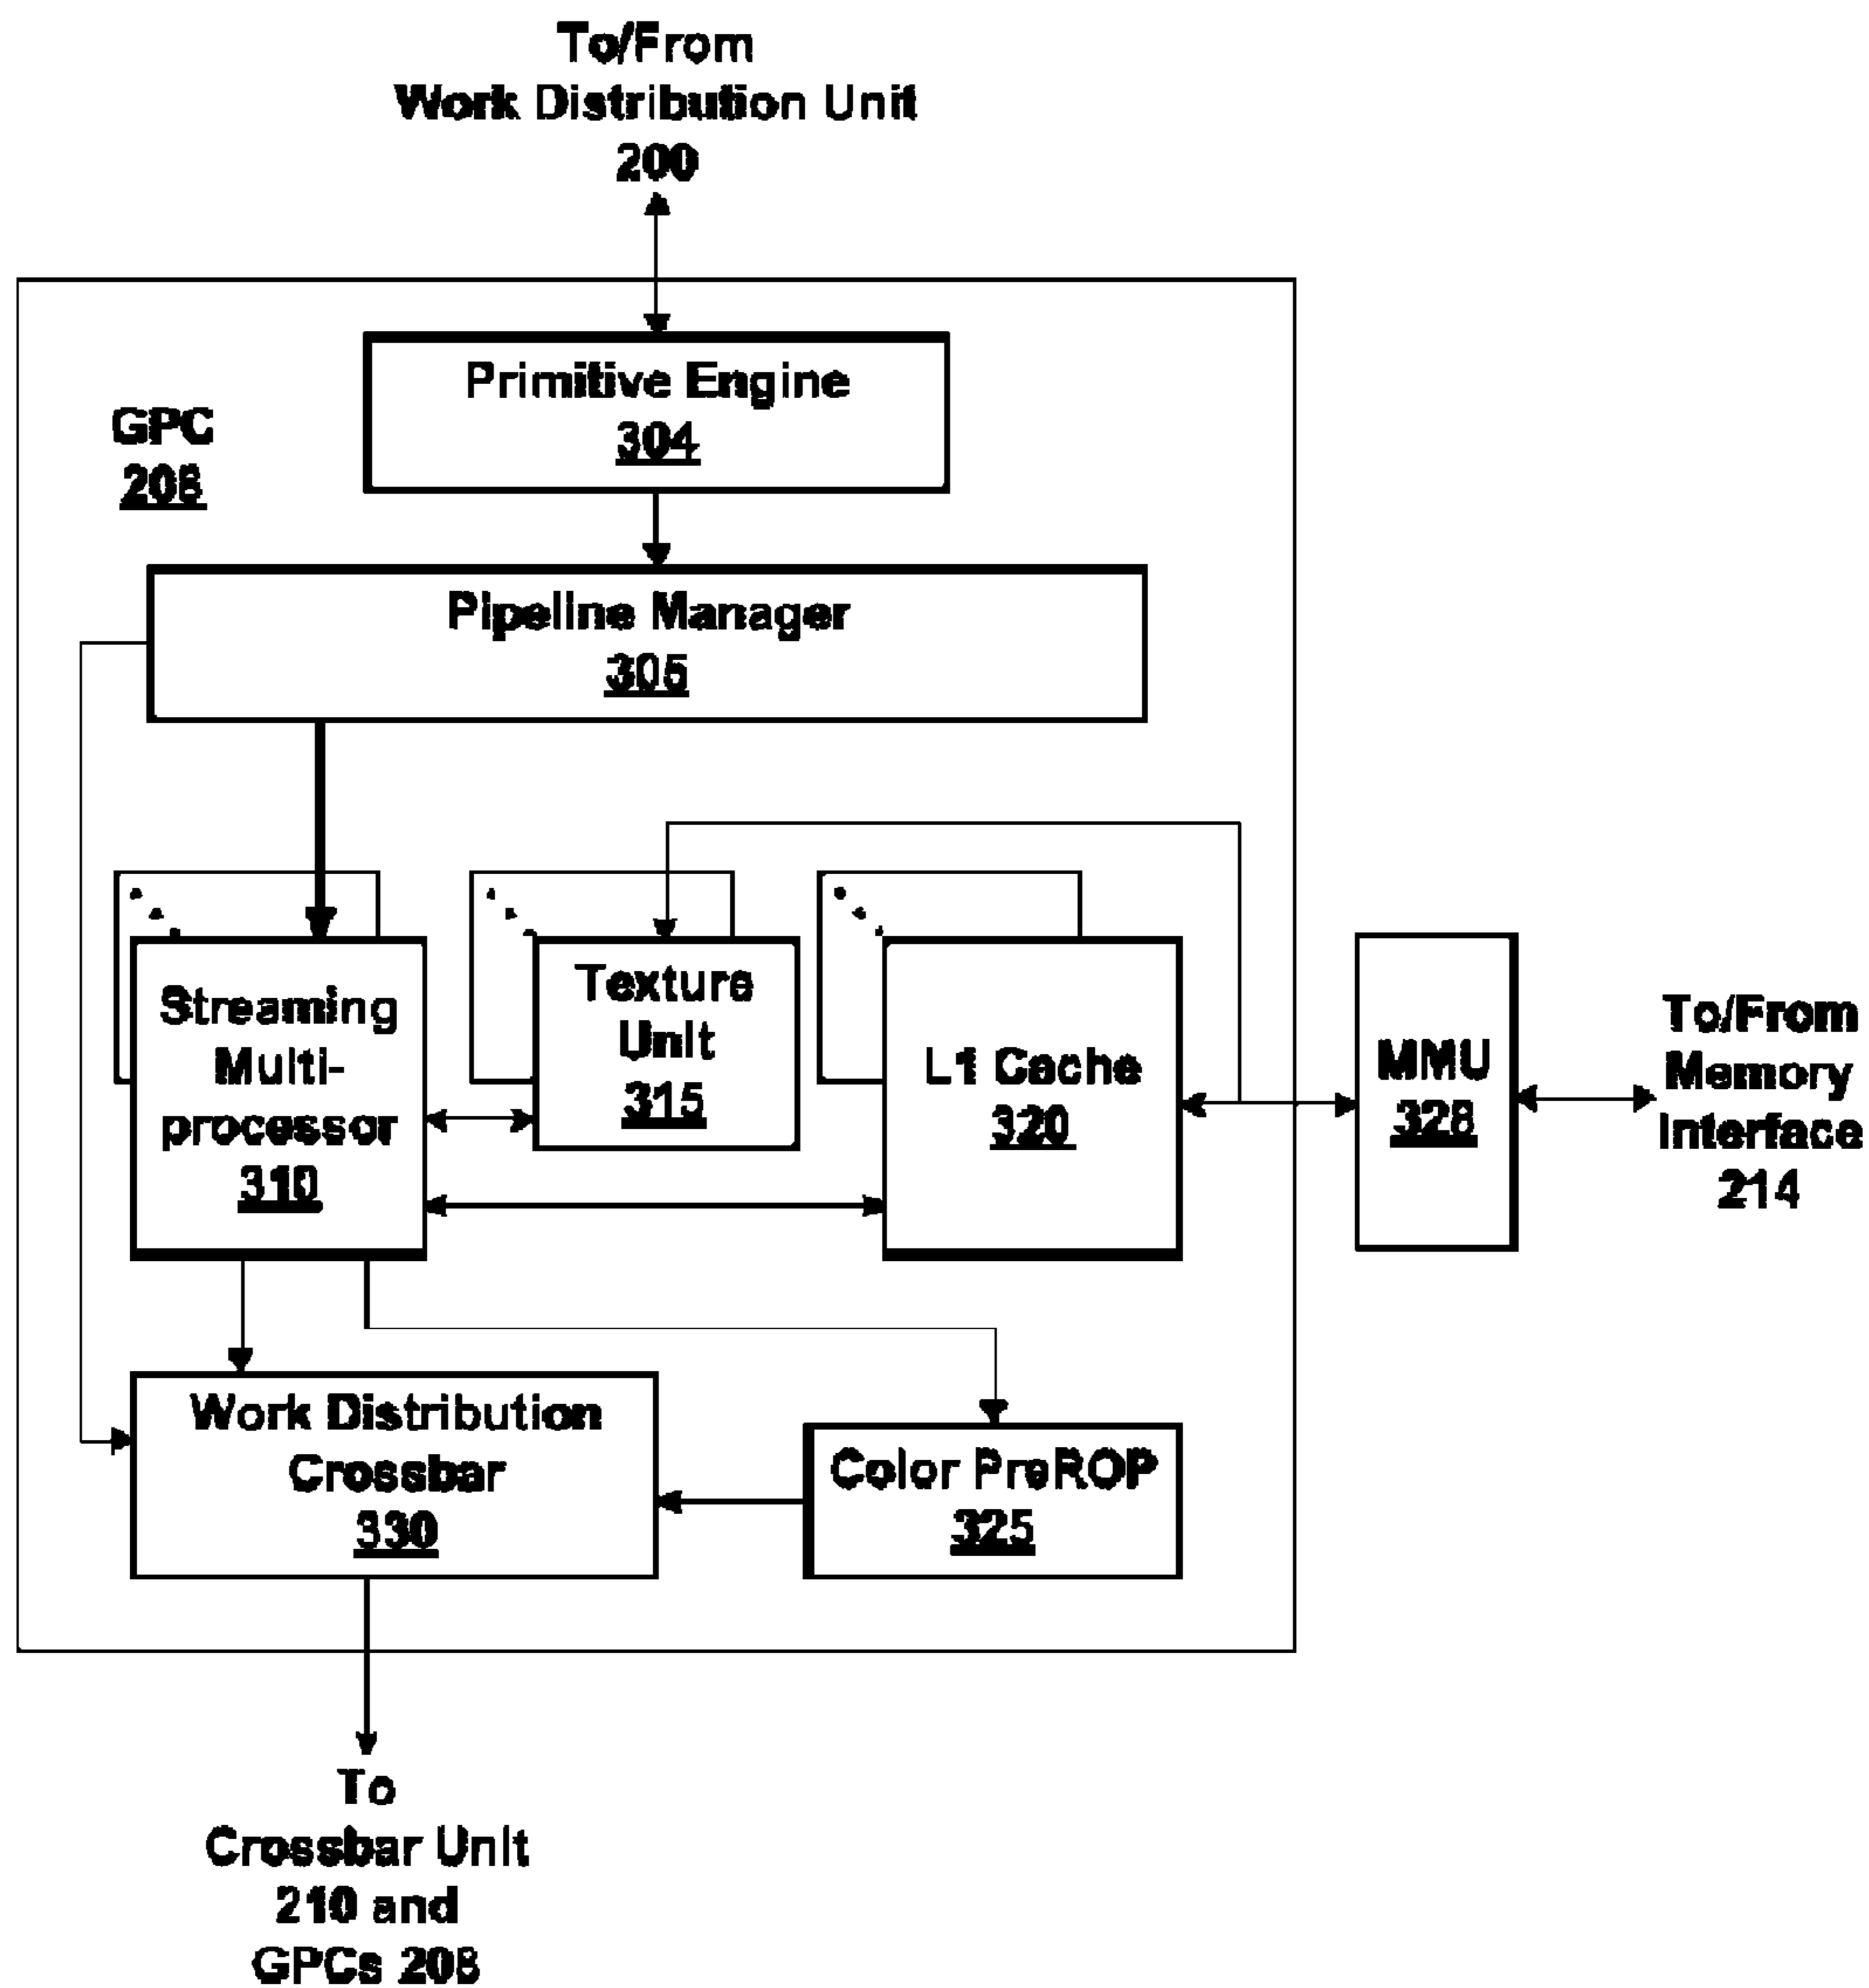 To/From
Work Distribution Unit
200
GPC
208
Primitive Engine
304
Pipeline Manager
305
Streaming
Multi-
processor
310
Texture
Unit
315
L1 Cache
320
MMU
328
To/From
Memory
Interface
214
Work Distribution
Crossbar
330
Color PreROP
325
To
Crossbar Unit
210 and
GPCs 208